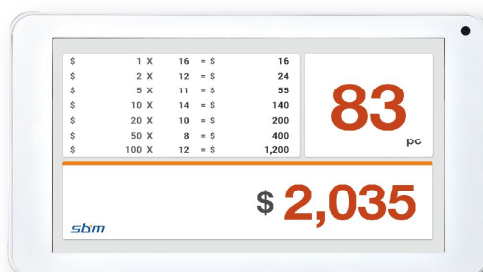 $ 1 X 16 = $ 16
$ 2 X 12 = $ 24
$ 5 X 11 = $ 55
$ 10 X 14 = $ 140
$ 20 X 10 = $ 200
$ 50 X 8 = $ 400
$ 100 X 12 = $ 1,200
83
pc
$ 2,035
sbm